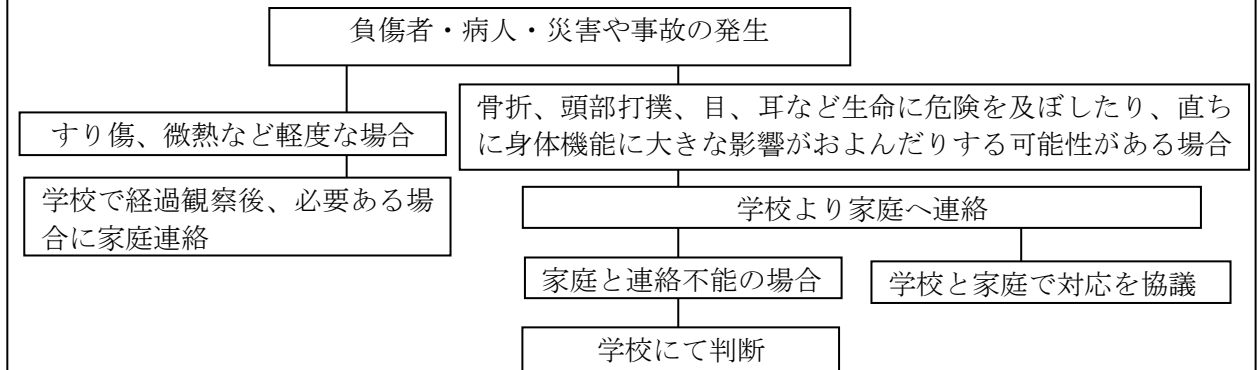 負傷者・病人・災害や事故の発生
すり傷、微熱など軽度な場合
学校で経過観察後、必要ある場
合に家庭連絡
骨折、頭部打撲、目、耳など生命に危険を及ぼしたり、直ち
に身体機能に大きな影響がおよんだりする可能性がある場合
学校より家庭へ連絡
家庭と連絡不能の場合
学校と家庭で対応を協議
学校にて判断